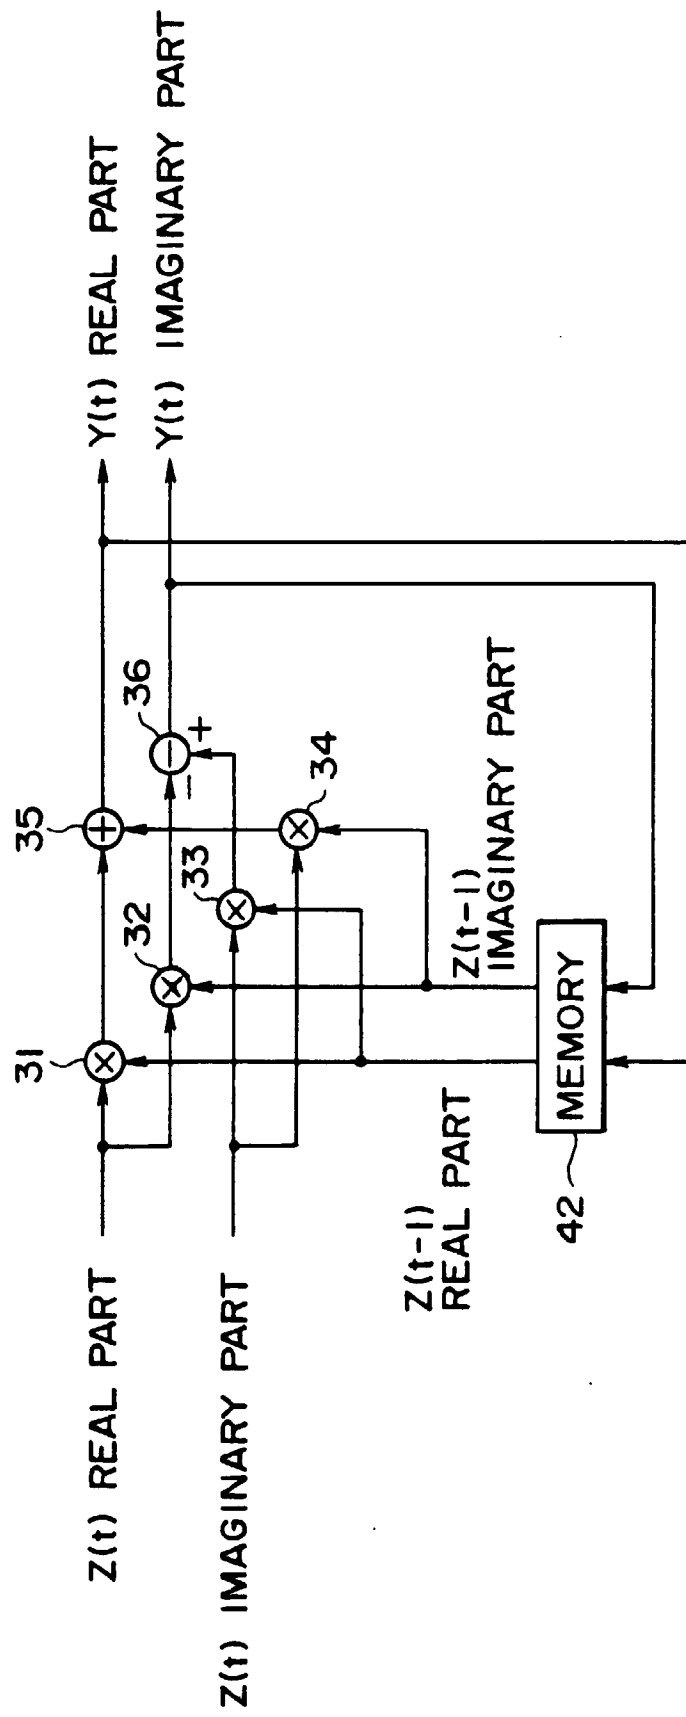 Z(t) REAL PART
Z(t) IMAGINARY PART
31
32
33
34
35
36
+
−
Y(t) REAL PART
Y(t) IMAGINARY PART
Z(t-1)
REAL PART
Z(t-1)
IMAGINARY PART
MEMORY
42